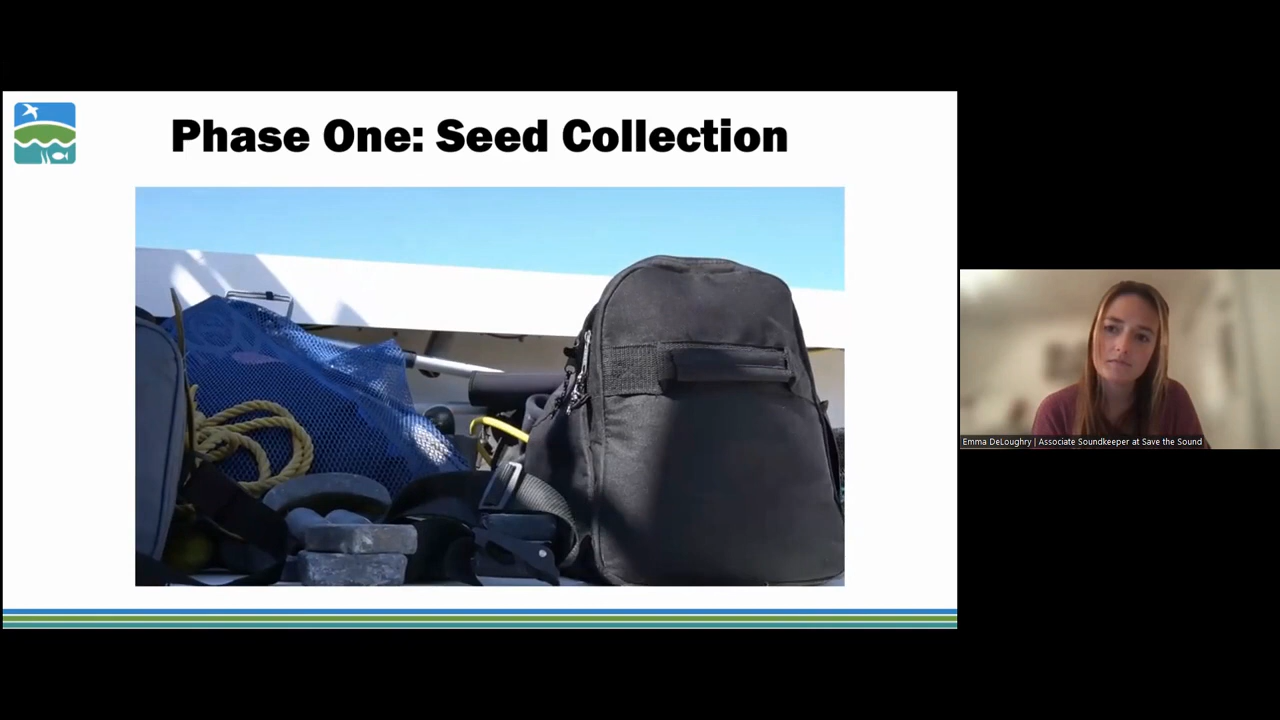 Phase One: Seed Collection
Emma DeLoughry | Associate Soundkeeper at Save the Sound